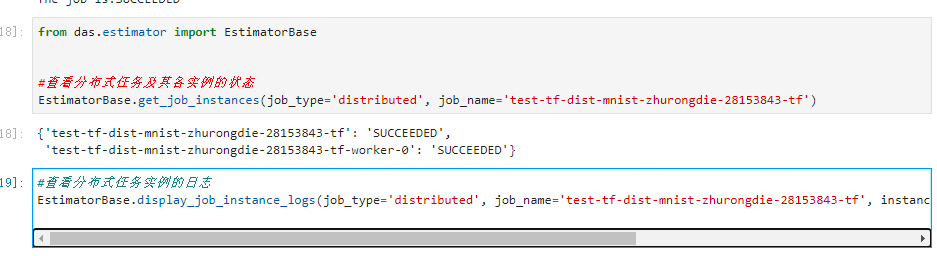 The job is:SUCCEEDED
18]:
from das.estimator import EstimatorBase
#查看分布式任务及其各实例的状态
EstimatorBase.get_job_instances(job_type='distributed', job_name='test-tf-dist-mnist-zhurongdie-28153843-tf')
18]:
{'test-tf-dist-mnist-zhurongdie-28153843-tf': 'SUCCEEDED',
'test-tf-dist-mnist-zhurongdie-28153843-tf-worker-0': 'SUCCEEDED'}
19]:
#查看分布式任务实例的日志
EstimatorBase.display_job_instance_logs(job_type='distributed', job_name='test-tf-dist-mnist-zhurongdie-28153843-tf', instanc